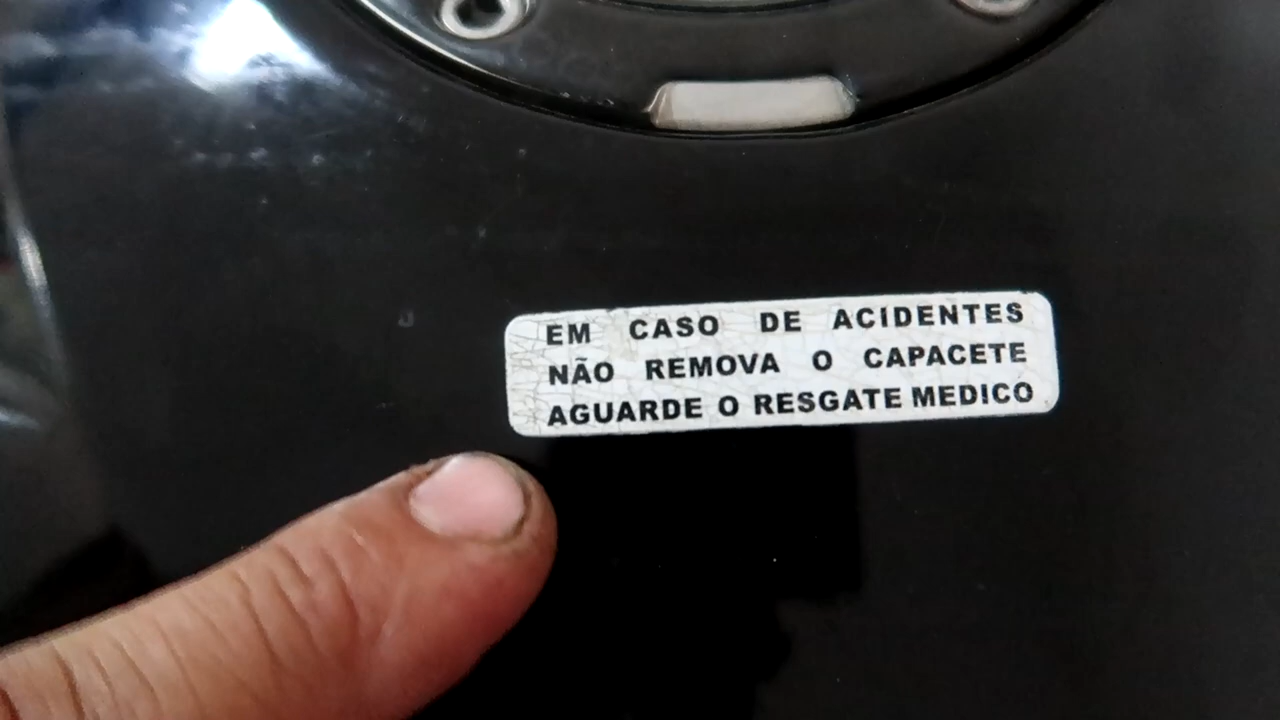 EM CASO DE ACIDENTES
NÃO REMOVA O CAPACETE
AGUARDE O RESGATE MEDICO